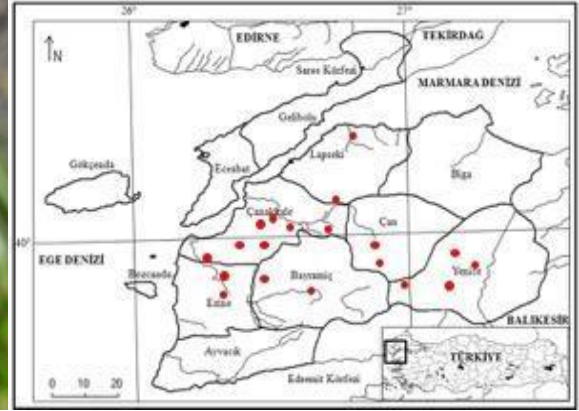 26° 27°
EDİRNE TEKİRDAĞ
N
Saros Körfezi
MARMARA DENİZİ
Gelibolu
Lapseki
Gökçeada Eceabat Biga
Çanakkale Çan
40°
EGE DENİZİ
Bozcaada Bayramiç Yenice
Ezine
BALIKESİR
Ayvacık
TÜRKİYE
Edremit Körfezi
0 10 20